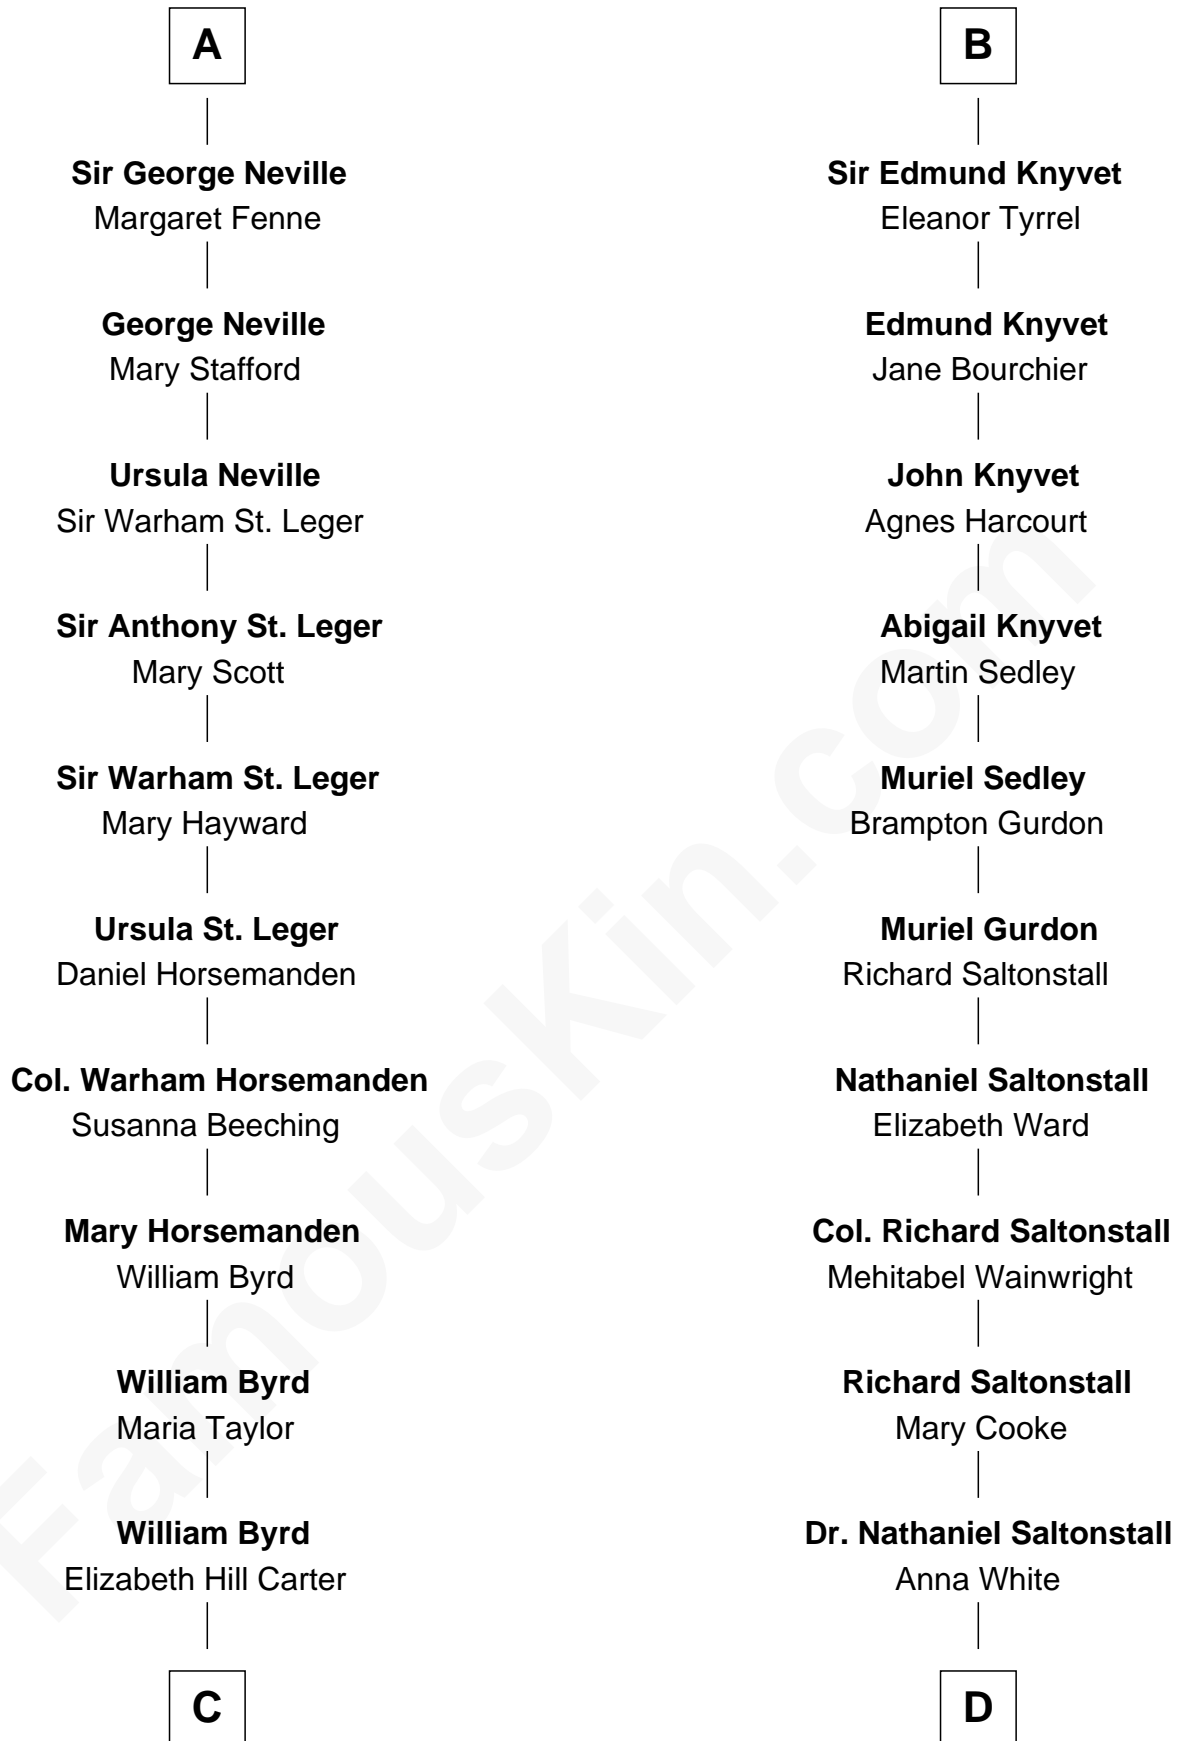 A
Sir George Neville
Margaret Fenne
George Neville
Mary Stafford
Ursula Neville
Sir Warham St. Leger
Sir Anthony St. Leger
Mary Scott
Sir Warham St. Leger
Mary Hayward
Ursula St. Leger
Daniel Horsemanden
Col. Warham Horsemanden
Susanna Beeching
Mary Horsemanden
William Byrd
William Byrd
Maria Taylor
William Byrd
Elizabeth Hill Carter
C
B
Sir Edmund Knyvet
Eleanor Tyrrel
Edmund Knyvet
Jane Bourchier
John Knyvet
Agnes Harcourt
Abigail Knyvet
Martin Sedley
Muriel Sedley
Brampton Gurdon
Muriel Gurdon
Richard Saltonstall
Nathaniel Saltonstall
Elizabeth Ward
Col. Richard Saltonstall
Mehitabel Wainwright
Richard Saltonstall
Mary Cooke
Dr. Nathaniel Saltonstall
Anna White
D
FamousKin.com